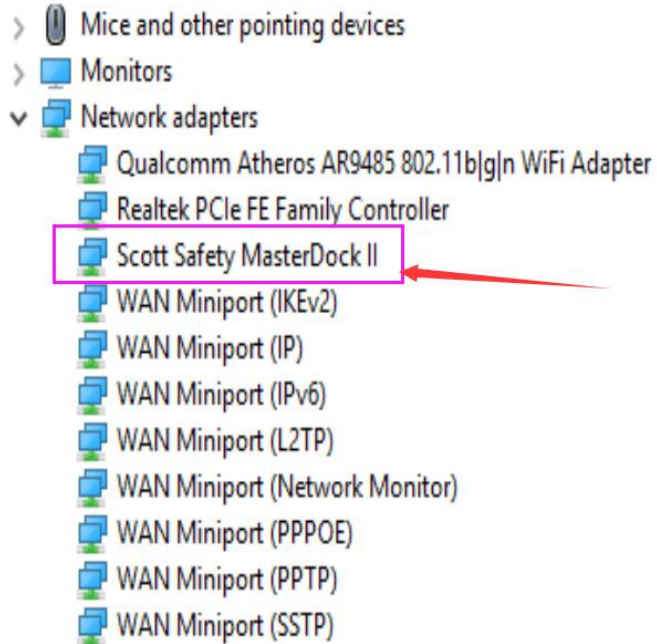 Mice and other pointing devices
Monitors
Network adapters
Qualcomm Atheros AR9485 802.11b|g|n WiFi Adapter
Realtek PCIe FE Family Controller
Scott Safety MasterDock II
WAN Miniport (IKEv2)
WAN Miniport (IP)
WAN Miniport (IPv6)
WAN Miniport (L2TP)
WAN Miniport (Network Monitor)
WAN Miniport (PPPOE)
WAN Miniport (PPTP)
WAN Miniport (SSTP)